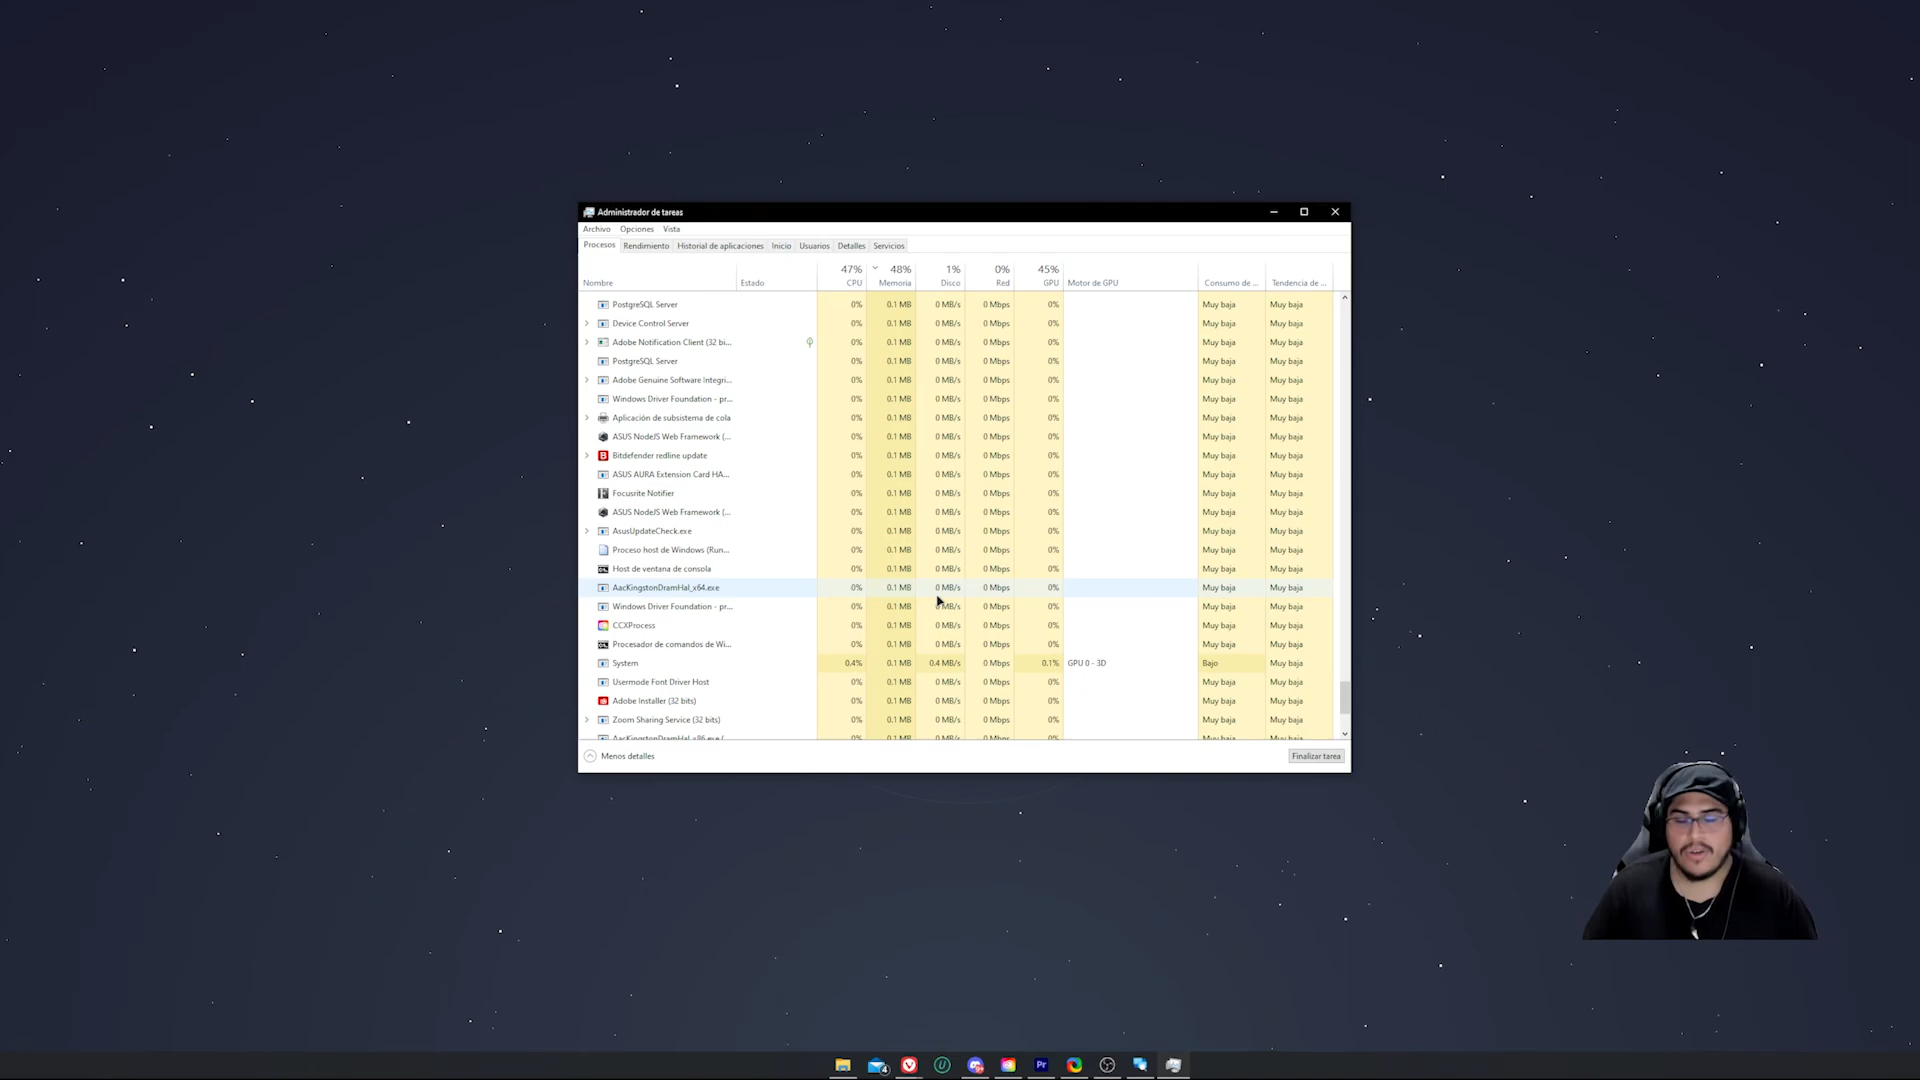 Administrador de tareas
Archivo Opciones Vista
Procesos Rendimiento Historial de aplicaciones Inicio Usuarios Detalles Servicios
47% 48% 1% 0% 45%
Nombre Estado CPU Memoria Disco Red GPU Motor de GPU Consumo de ... Tendencia de ...
PostgreSQL Server 0% 0.1 MB 0 MB/s 0 Mbps 0% Muy baja Muy baja
Device Control Server 0% 0.1 MB 0 MB/s 0 Mbps 0% Muy baja Muy baja
Adobe Notification Client (32 bi... 0% 0.1 MB 0 MB/s 0 Mbps 0% Muy baja Muy baja
PostgreSQL Server 0% 0.1 MB 0 MB/s 0 Mbps 0% Muy baja Muy baja
Adobe Genuine Software Integri... 0% 0.1 MB 0 MB/s 0 Mbps 0% Muy baja Muy baja
Windows Driver Foundation - pr... 0% 0.1 MB 0 MB/s 0 Mbps 0% Muy baja Muy baja
Aplicación de subsistema de cola 0% 0.1 MB 0 MB/s 0 Mbps 0% Muy baja Muy baja
ASUS NodeJS Web Framework (... 0% 0.1 MB 0 MB/s 0 Mbps 0% Muy baja Muy baja
Bitdefender redline update 0% 0.1 MB 0 MB/s 0 Mbps 0% Muy baja Muy baja
ASUS AURA Extension Card HA... 0% 0.1 MB 0 MB/s 0 Mbps 0% Muy baja Muy baja
Focusrite Notifier 0% 0.1 MB 0 MB/s 0 Mbps 0% Muy baja Muy baja
ASUS NodeJS Web Framework (... 0% 0.1 MB 0 MB/s 0 Mbps 0% Muy baja Muy baja
AsusUpdateCheck.exe 0% 0.1 MB 0 MB/s 0 Mbps 0% Muy baja Muy baja
Proceso host de Windows (Run... 0% 0.1 MB 0 MB/s 0 Mbps 0% Muy baja Muy baja
Host de ventana de consola 0% 0.1 MB 0 MB/s 0 Mbps 0% Muy baja Muy baja
AacKingstonDramHal_x64.exe 0% 0.1 MB 0 MB/s 0 Mbps 0% Muy baja Muy baja
Windows Driver Foundation - pr... 0% 0.1 MB 0 MB/s 0 Mbps 0% Muy baja Muy baja
CCXProcess 0% 0.1 MB 0 MB/s 0 Mbps 0% Muy baja Muy baja
Procesador de comandos de Wi... 0% 0.1 MB 0 MB/s 0 Mbps 0% Muy baja Muy baja
System 0.4% 0.1 MB 0.4 MB/s 0 Mbps 0.1% GPU 0 - 3D Bajo Muy baja
Usermode Font Driver Host 0% 0.1 MB 0 MB/s 0 Mbps 0% Muy baja Muy baja
Adobe Installer (32 bits) 0% 0.1 MB 0 MB/s 0 Mbps 0% Muy baja Muy baja
Zoom Sharing Service (32 bits) 0% 0.1 MB 0 MB/s 0 Mbps 0% Muy baja Muy baja
AacKingstonDramHal_x86.exe (... 0% 0.1 MB 0 MB/s 0 Mbps 0% Muy baja Muy baja
Menos detalles Finalizar tarea
4 Pr